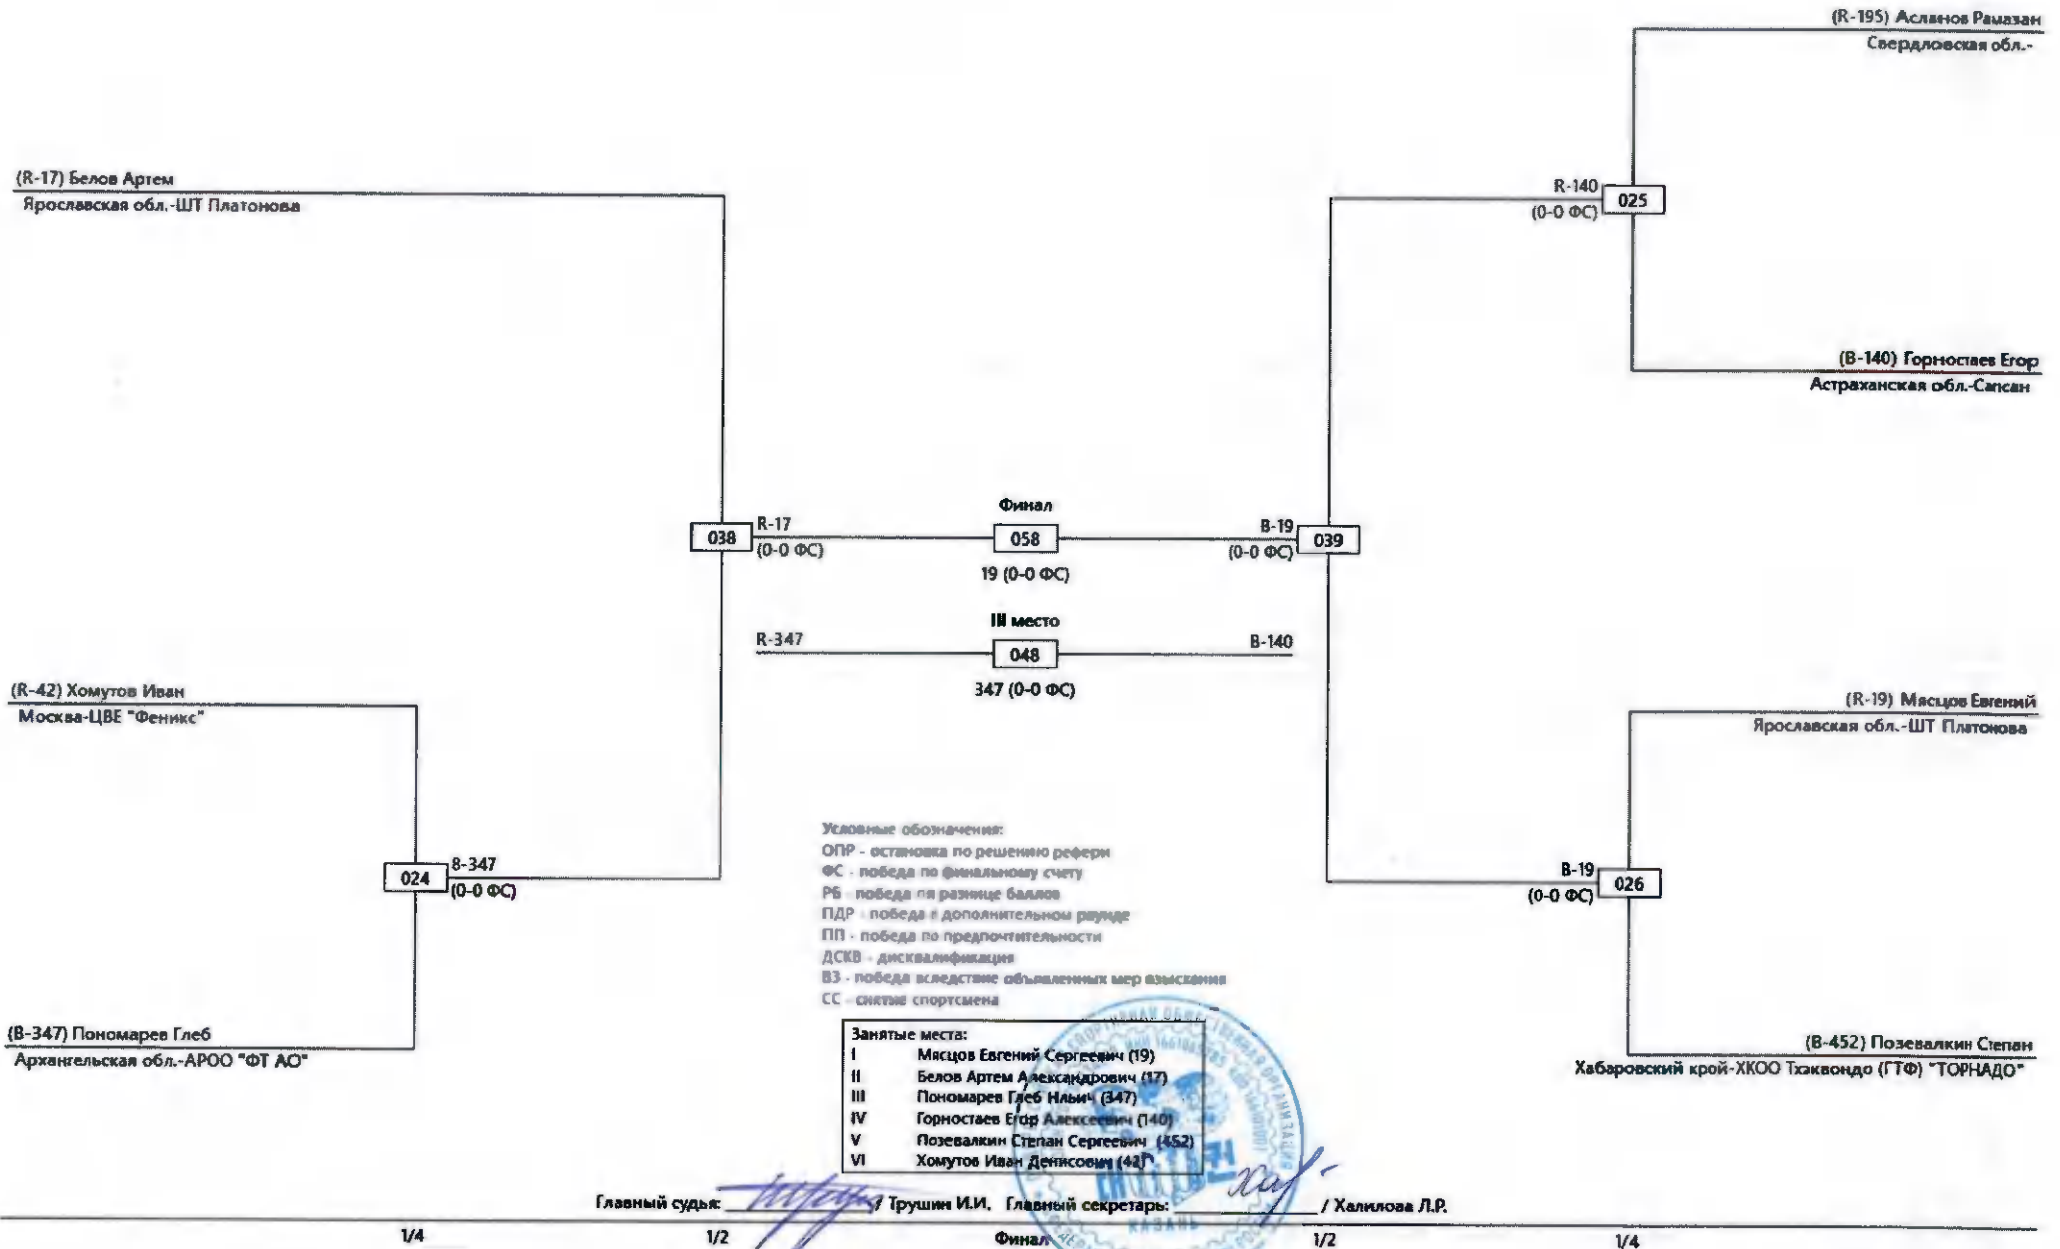 (R-195) Асланов Рамазан
Свердловская обл.-
(R-17) Белов Артем
Ярославская обл.-ШТ Платонова
R-140
(0-0 ФС)
025
(B-140) Горностаев Егор
Астраханская обл.-Сапсан
Финал
038
R-17
(0-0 ФС)
058
B-19
(0-0 ФС)
039
19 (0-0 ФС)
III место
R-347
048
B-140
347 (0-0 ФС)
(R-42) Хомутов Иван
Москва-ЦВЕ "Феникс"
(R-19) Мясцов Евгений
Ярославская обл.-ШТ Платонова
024
B-347
(0-0 ФС)
B-19
(0-0 ФС)
026
Условные обозначения:
ОПР - остановка по решению рефери
ФС - победа по финальному счету
РБ - победа пя разнице баллов
ПДР - победа в дополнительном раунде
ПП - победа по предпочтительности
ДСКВ - дисквалификация
ВЗ - победа вследствие объявленных мер взыскания
СС - снятие спортсмена
(B-347) Пономарев Глеб
Архангельская обл.-АРОО "ФТ АО"
(B-452) Позевалкин Степан
Хабаровский крой-ХКОО Тхэквондо (ГТФ) "ТОРНАДО"
Занятые места:
I Мясцов Евгений Сергеевич (19)
II Белов Артем Александрович (17)
III Пономарев Глеб Ильич (347)
IV Горностаев Егор Алексеевич (140)
V Позевалкин Степан Сергеевич (452)
VI Хомутов Иван Денисович (42)
Главный судья: / Трушин И.И. Главный секретарь: / Халилова Л.Р.
КАЗАНЬ
1/4 1/2 Финал 1/2 1/4